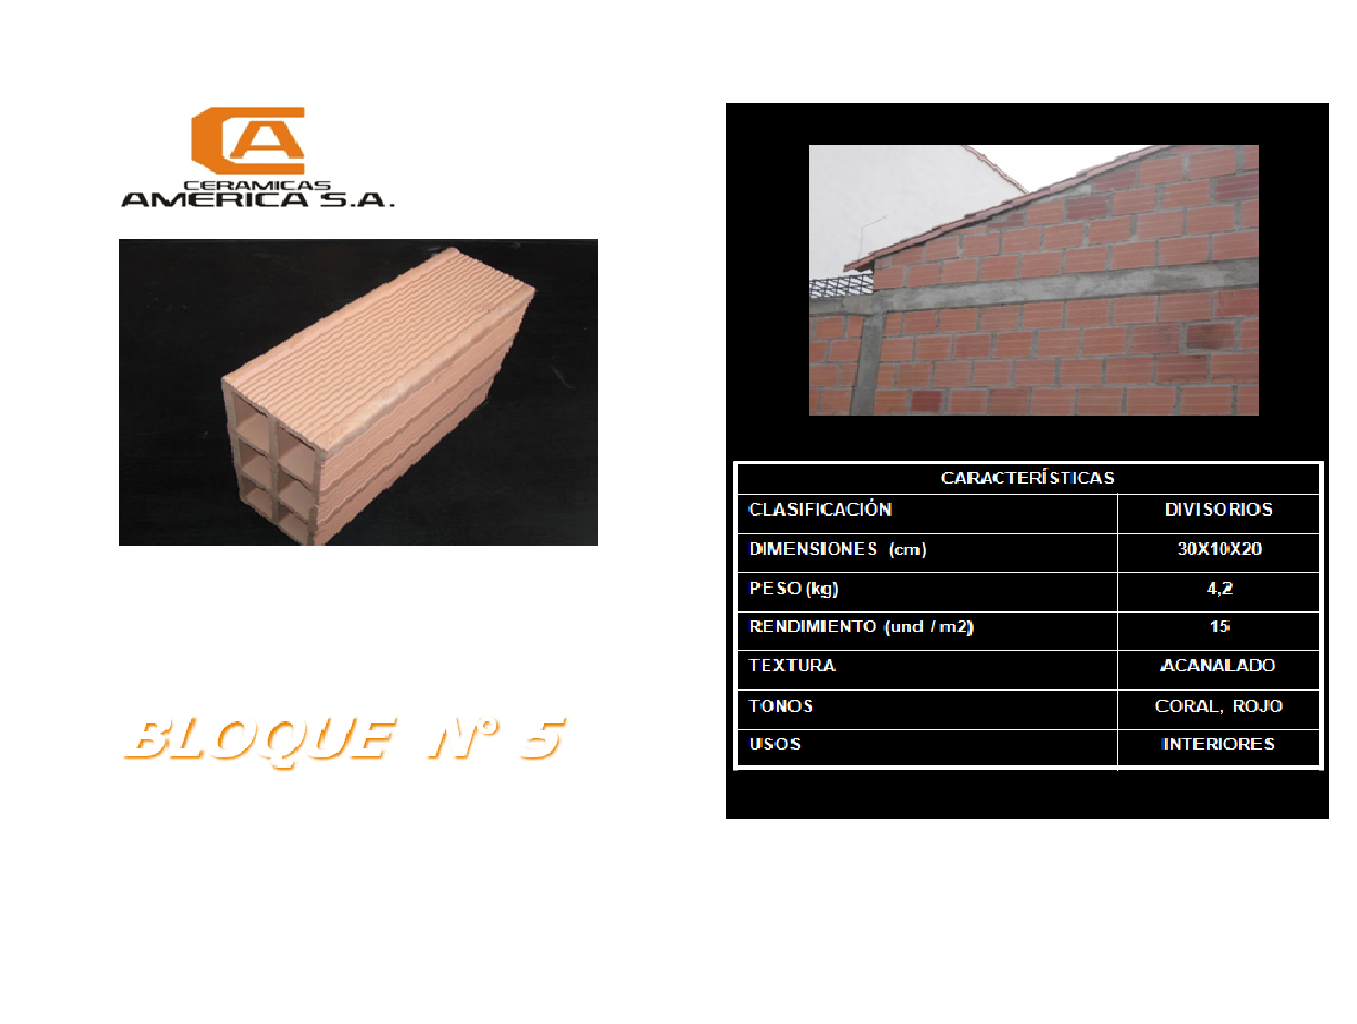 CERAMICAS
AMERICA S.A.
BLOQUE N° 5
CARACTERÍSTICAS
CLASIFICACIÓN DIVISORIOS
DIMENSIONES (cm) 30X10X20
PESO (kg) 4,2
RENDIMIENTO (und / m2) 15
TEXTURA ACANALADO
TONOS CORAL, ROJO
USOS INTERIORES